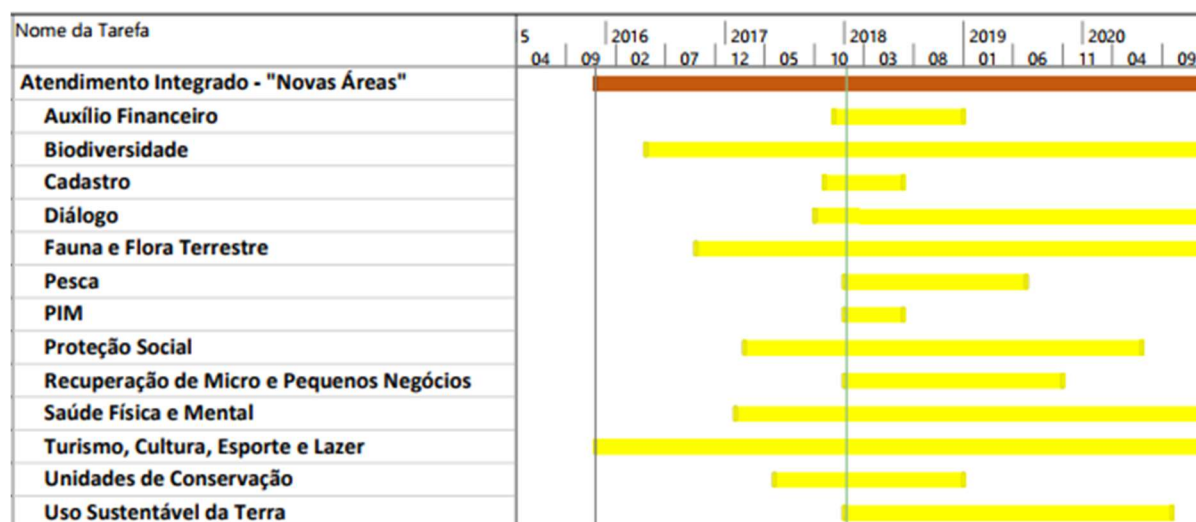 Nome da Tarefa
5 2016 2017 2018 2019 2020
04 09 02 07 12 05 10 03 08 01 06 11 04 09
Atendimento Integrado - "Novas Áreas"
Auxílio Financeiro
Biodiversidade
Cadastro
Diálogo
Fauna e Flora Terrestre
Pesca
PIM
Proteção Social
Recuperação de Micro e Pequenos Negócios
Saúde Física e Mental
Turismo, Cultura, Esporte e Lazer
Unidades de Conservação
Uso Sustentável da Terra